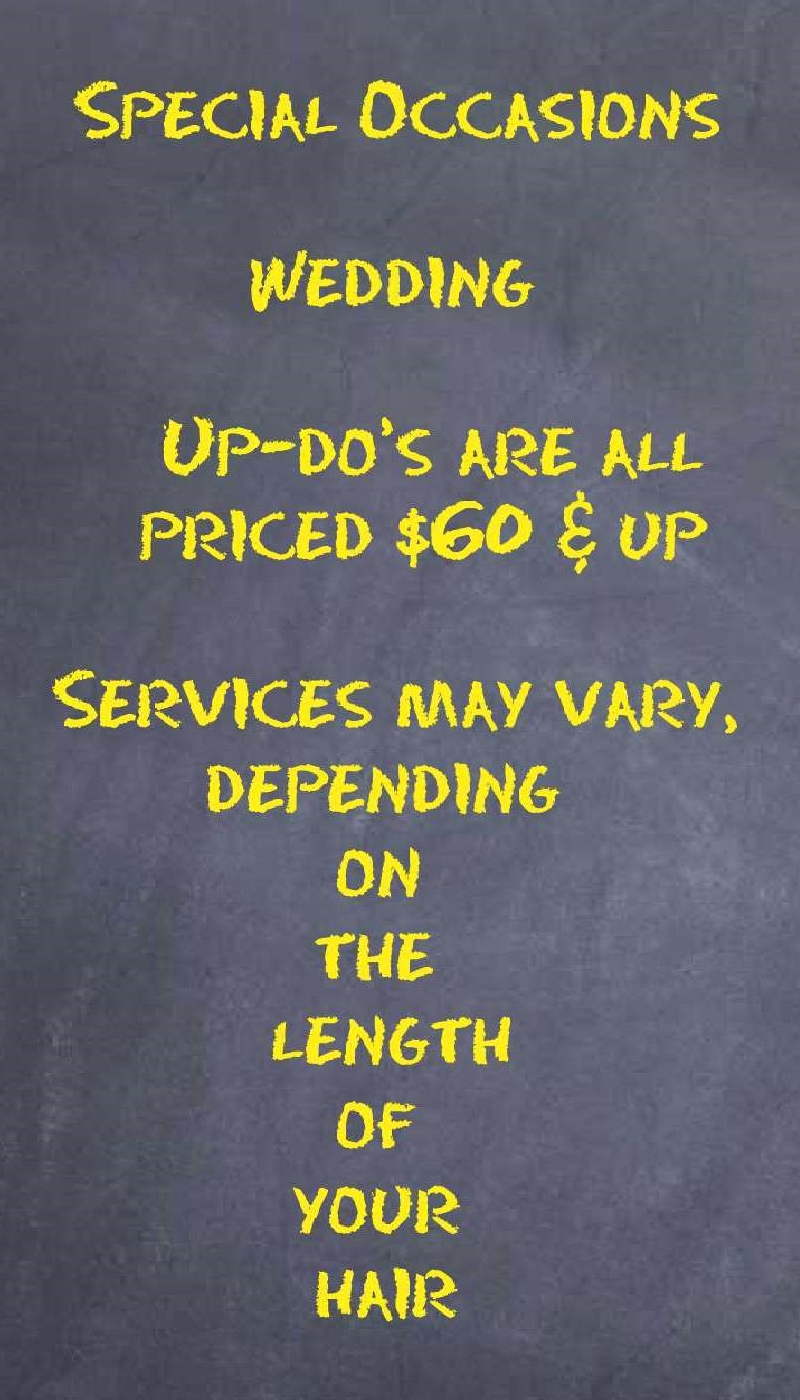 Special Occasions
Wedding
Up-do's are all
priced $60 & up
Services may vary,
depending
on
the
length
of
your
hair